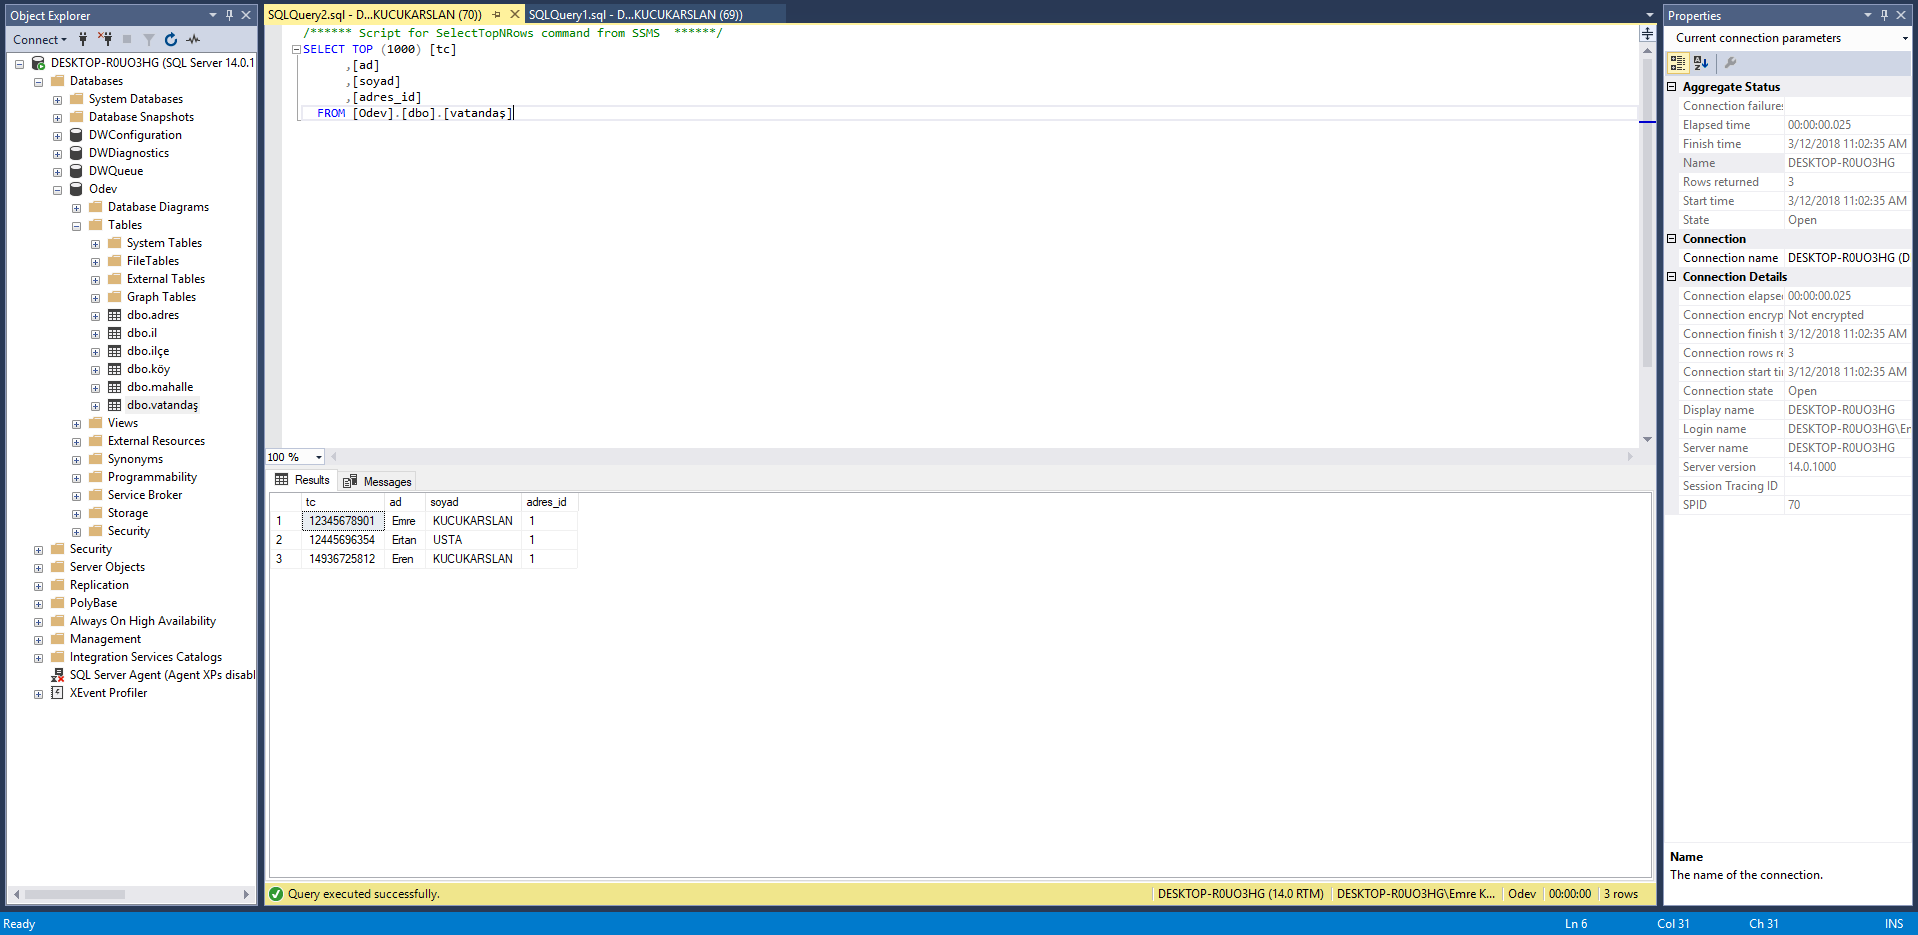 Object Explorer
Connect
DESKTOP-R0UO3HG (SQL Server 14.0.1
Databases
System Databases
Database Snapshots
DWConfiguration
DWDiagnostics
DWQueue
Odev
Database Diagrams
Tables
System Tables
FileTables
External Tables
Graph Tables
dbo.adres
dbo.il
dbo.ilçe
dbo.köy
dbo.mahalle
dbo.vatandaş
Views
External Resources
Synonyms
Programmability
Service Broker
Storage
Security
Security
Server Objects
Replication
PolyBase
Always On High Availability
Management
Integration Services Catalogs
SQL Server Agent (Agent XPs disabl
XEvent Profiler
SQLQuery2.sql - D...KUCUKARSLAN (70)) SQLQuery1.sql - D...KUCUKARSLAN (69))
/****** Script for SelectTopNRows command from SSMS  ******/
SELECT TOP (1000) [tc]
,[ad]
,[soyad]
,[adres_id]
FROM [Odev].[dbo].[vatandaş]
100 %
Results Messages
tc ad soyad adres_id
1 12345678901 Emre KUCUKARSLAN 1
2 12445696354 Ertan USTA 1
3 14936725812 Eren KUCUKARSLAN 1
Query executed successfully. DESKTOP-R0UO3HG (14.0 RTM) DESKTOP-R0UO3HG\Emre K... Odev 00:00:00 3 rows
Properties
Current connection parameters
Aggregate Status
Connection failures
Elapsed time 00:00:00.025
Finish time 3/12/2018 11:02:35 AM
Name DESKTOP-R0UO3HG
Rows returned 3
Start time 3/12/2018 11:02:35 AM
State Open
Connection
Connection name DESKTOP-R0UO3HG (D
Connection Details
Connection elapsed 00:00:00.025
Connection encryp Not encrypted
Connection finish t 3/12/2018 11:02:35 AM
Connection rows re 3
Connection start tir 3/12/2018 11:02:35 AM
Connection state Open
Display name DESKTOP-R0UO3HG
Login name DESKTOP-R0UO3HG\Er
Server name DESKTOP-R0UO3HG
Server version 14.0.1000
Session Tracing ID
SPID 70
Name
The name of the connection.
Ready Ln 6 Col 31 Ch 31 INS